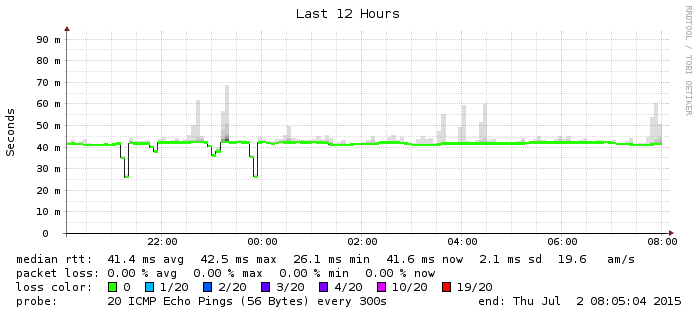 Last 12 Hours
RRDTOOL / TOBI OETIKER
Seconds
90 m
80 m
70 m
60 m
50 m
40 m
30 m
20 m
10 m
0
22:00 00:00 02:00 04:00 06:00 08:00
median rtt: 41.4 ms avg 42.5 ms max 26.1 ms min 41.6 ms now 2.1 ms sd 19.6 am/s
packet loss: 0.00 % avg 0.00 % max 0.00 % min 0.00 % now
loss color: 0 1/20 2/20 3/20 4/20 10/20 19/20
probe: 20 ICMP Echo Pings (56 Bytes) every 300s end: Thu Jul 2 08:05:04 2015